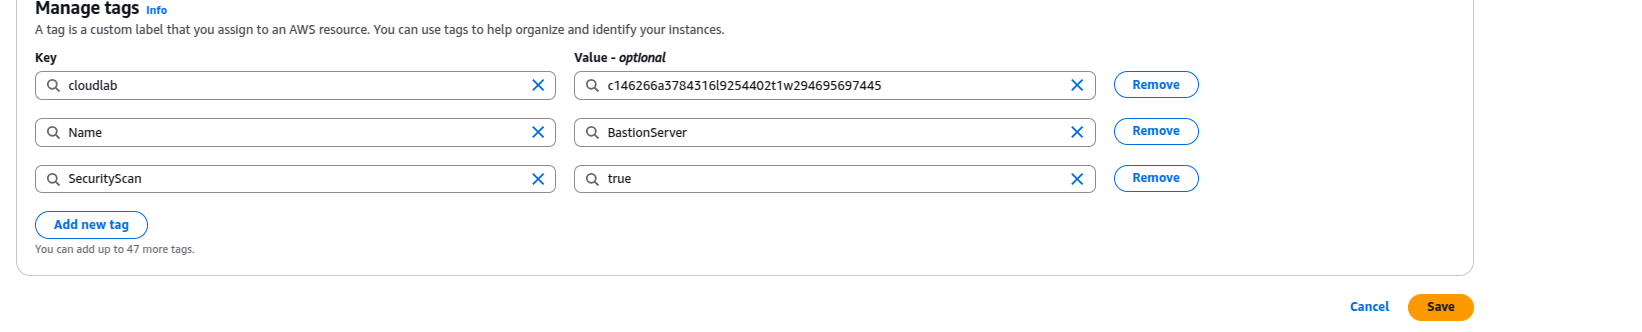 Manage tags Info
A tag is a custom label that you assign to an AWS resource. You can use tags to help organize and identify your instances.
Key Value - optional
cloudlab c146266a3784316l9254402t1w294695697445 Remove
Name BastionServer Remove
SecurityScan true Remove
Add new tag
You can add up to 47 more tags.
Cancel Save